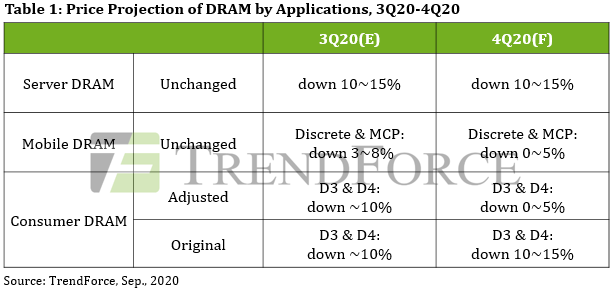 Table 1: Price Projection of DRAM by Applications, 3Q20-4Q20
3Q20(E) 4Q20(F)
Server DRAM Unchanged down 10~15% down 10~15%
Mobile DRAM Unchanged Discrete & MCP: Discrete & MCP:
down 3~8% down 0~5%
TRENDFORCE
Consumer DRAM
Adjusted D3 & D4: D3 & D4:
down ~10% down 0~5%
Original D3 & D4: D3 & D4:
down ~10% down 10~15%
Source: TrendForce, Sep., 2020